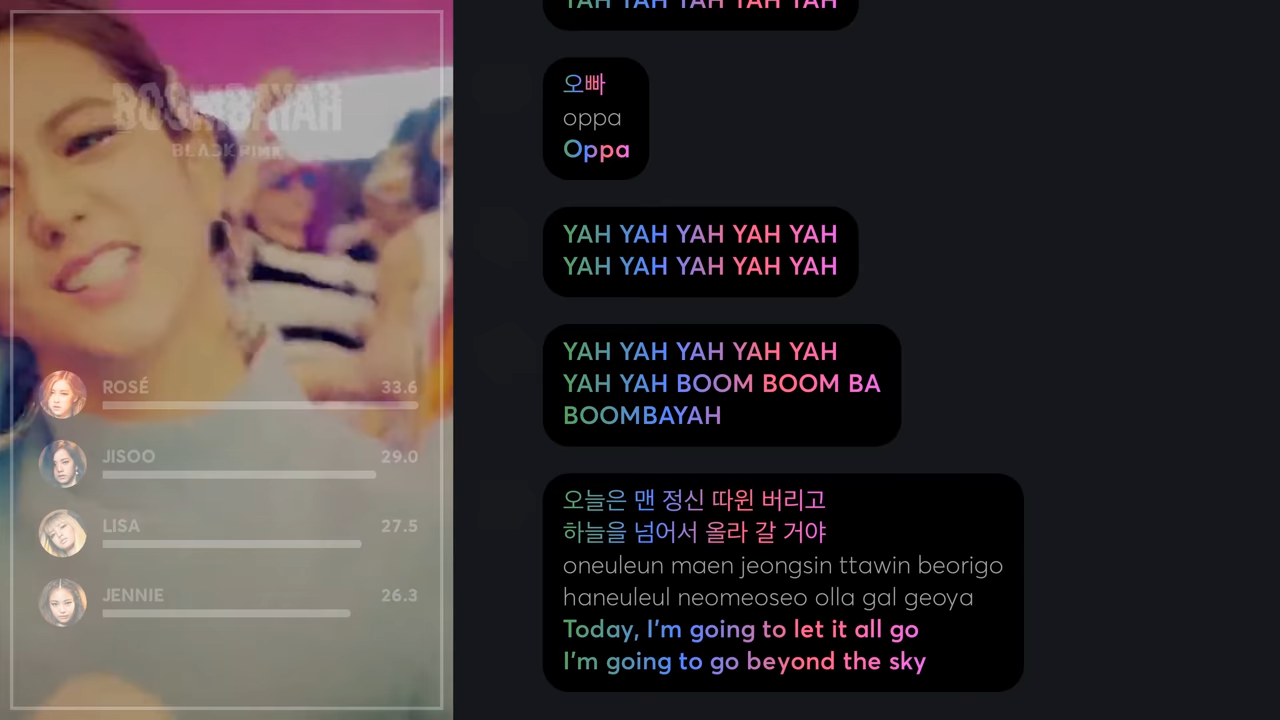 BOOMBAYAH
BLACKPINK
ROSÉ 33.6
JISOO 29.0
LISA 27.5
JENNIE 26.3
YAH YAH YAH YAH YAH
오빠
oppa
Oppa
YAH YAH YAH YAH YAH
YAH YAH YAH YAH YAH
YAH YAH YAH YAH YAH
YAH YAH BOOM BOOM BA
BOOMBAYAH
오늘은 맨 정신 따윈 버리고
하늘을 넘어서 올라 갈 거야
oneuleun maen jeongsin ttawin beorigo
haneuleul neomeoseo olla gal geoya
Today, I'm going to let it all go
I'm going to go beyond the sky